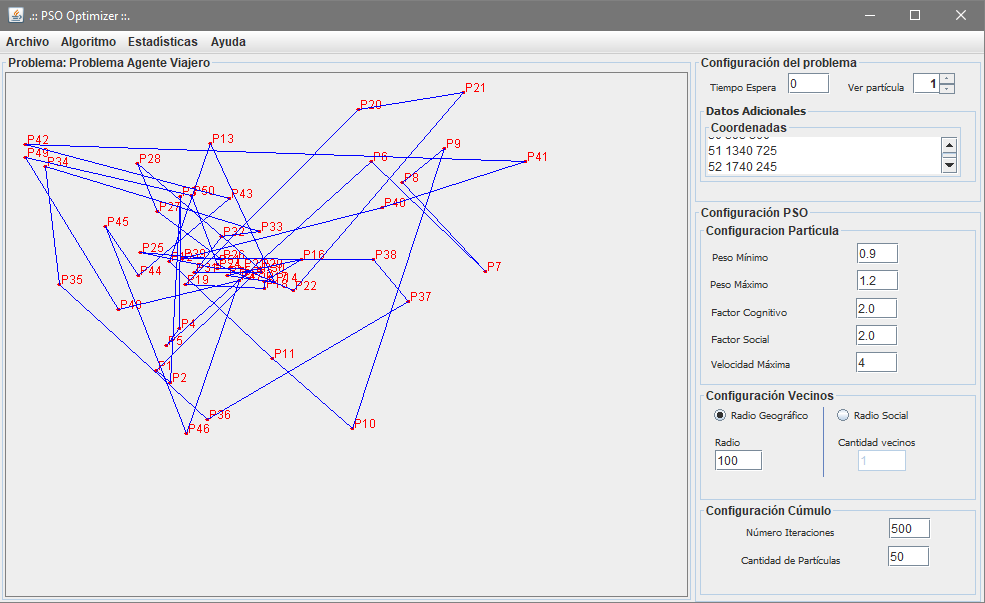 .:: PSO Optimizer ::.
Archivo Algoritmo Estadísticas Ayuda
Problema: Problema Agente Viajero
P21
P20
P42
P13
P9
P49
P34
P28
P6
P41
P8
P50
P43
P27
P40
P45
P33
P32
P25
P39
P26
P16
P38
P44
P7
P35
P19
P22
P37
P48
P4
P5
P11
P1
P2
P36
P46
P10
Configuración del problema
Tiempo Espera 0 Ver partícula 1
Datos Adicionales
Coordenadas
51 1340 725
52 1740 245
Configuración PSO
Configuracion Partícula
Peso Mínimo 0.9
Peso Máximo 1.2
Factor Cognitivo 2.0
Factor Social 2.0
Velocidad Máxima 4
Configuración Vecinos
Radio Geográfico Radio Social
Radio Cantidad vecinos
100 1
Configuración Cúmulo
Número Iteraciones 500
Cantidad de Partículas 50